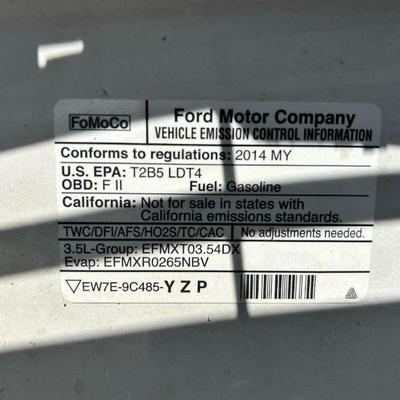 FoMoCo
Ford Motor Company
VEHICLE EMISSION CONTROL INFORMATION
Conforms to regulations: 2014 MY
U.S. EPA: T2B5 LDT4
OBD: F II Fuel: Gasoline
California: Not for sale in states with
California emissions standards.
TWC/DFI/AFS/HO2S/TC/CAC No adjustments needed.
3.5L-Group: EFMXT03.54DX
Evap: EFMXR0265NBV
EW7E-9C485-Y Z P